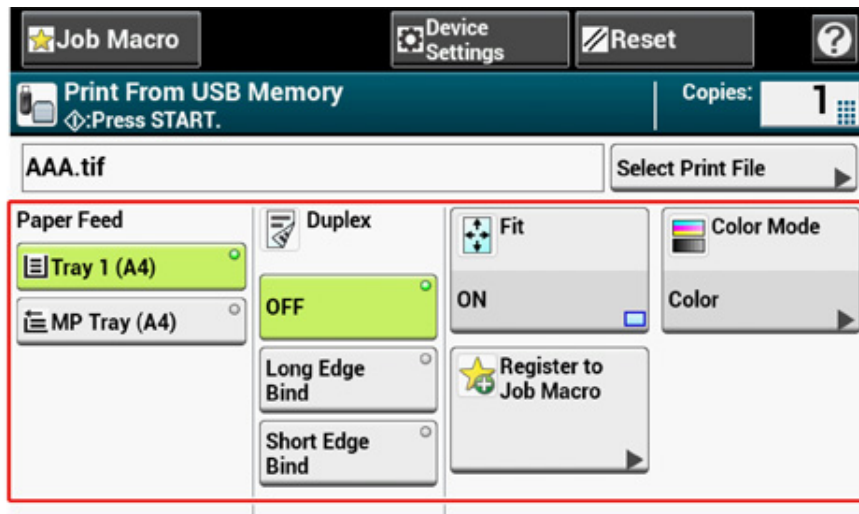 Job Macro
Device
Settings
Reset
?
Print From USB Memory
:Press START.
Copies:
1
AAA.tif
Select Print File
Paper Feed
Tray 1 (A4)
MP Tray (A4)
Duplex
OFF
Long Edge
Bind
Short Edge
Bind
Fit
ON
Register to
Job Macro
Color Mode
Color